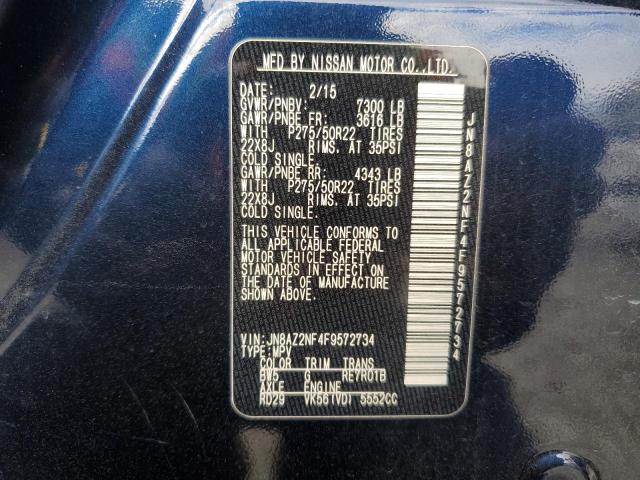 MFD BY NISSAN MOTOR CO.,LTD.
DATE: 2/15
GVWR/PNBV: 7300 LB
GAWR/PNBE FR: 3616 LB
WITH P275/50R22 TIRES
22X8J RIMS, AT 35PSI
COLD SINGLE.
GAWR/PNBE RR: 4343 LB
WITH P275/50R22 TIRES
22X8J RIMS, AT 35PSI
COLD SINGLE.
THIS VEHICLE CONFORMS TO
ALL APPLICABLE FEDERAL
MOTOR VEHICLE SAFETY
STANDARDS IN EFFECT ON
THE DATE OF MANUFACTURE
SHOWN ABOVE.
VIN:JN8AZ2NF4F9572734
TYPE:MPV
COLOR TRIM TRANS
BW5 G RE7R01B
AXLE ENGINE
RD29 VK56(VD) 5552CC
JN8AZ2NF4F9572734